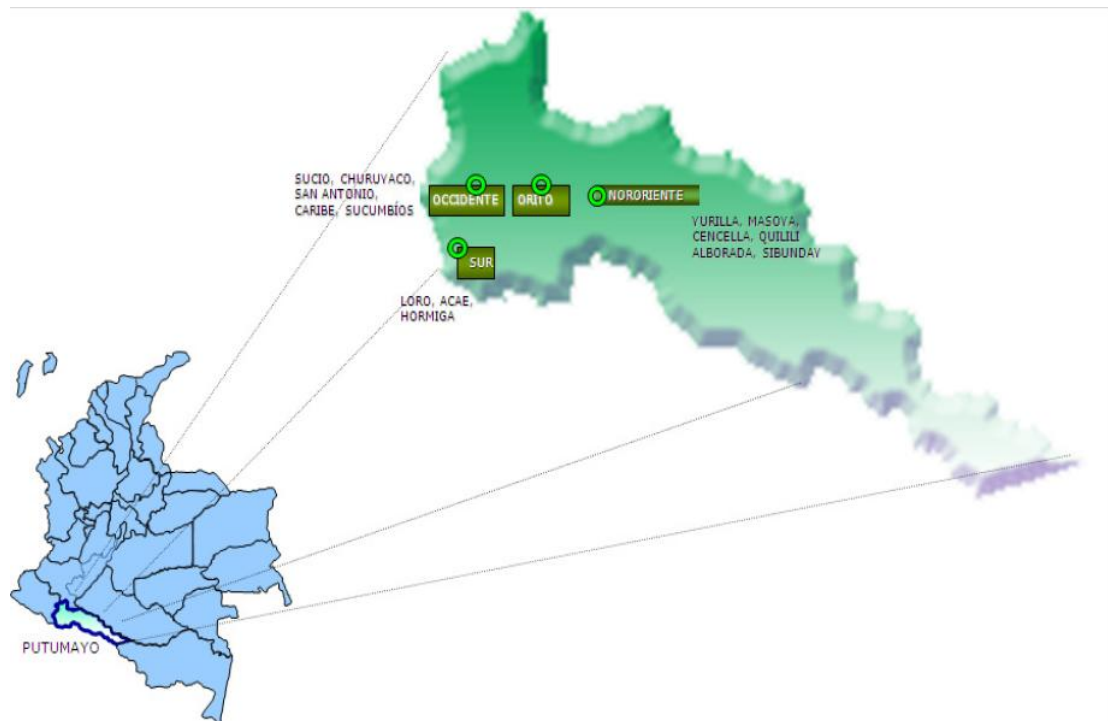 SUCIO, CHURUYACO,
SAN ANTONIO,
CARIBE, SUCUMBÍOS
OCCIDENTE
ORITO
NORORIENTE
YURILLA, MASOYA,
CENCELLA, QUILILI
ALBORADA, SIBUNDAY
SUR
LORO, ACAE,
HORMIGA
PUTUMAYO